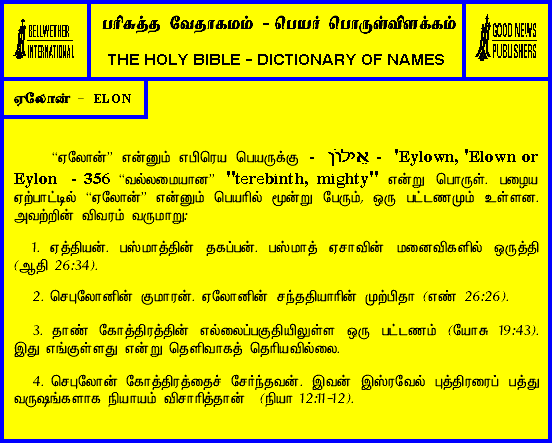 BELLWETHER
INTERNATIONAL
பரிசுத்த வேதாகமம் - பெயர் பொருள்விளக்கம்
THE HOLY BIBLE - DICTIONARY OF NAMES
GOOD NEWS
PUBLISHERS
ஏலோன் - ELON
“ஏலோன்” என்னும் எபிரெய பெயருக்கு - אֵילוֹן - 'Eylown, 'Elown or
Eylon - 356 “வல்லமையான” "terebinth, mighty" என்று பொருள். பழைய
ஏற்பாட்டில் “ஏலோன்” என்னும் பெயரில் மூன்று பேரும், ஒரு பட்டணமும் உள்ளன.
அவற்றின் விவரம் வருமாறு:
1. ஏத்தியன். பஸ்மாத்தின் தகப்பன். பஸ்மாத் ஏசாவின் மனைவிகளில் ஒருத்தி
(ஆதி 26:34).
2. செபுலோனின் குமாரன். ஏலோனின் சந்ததியாரின் முற்பிதா (எண் 26:26).
3. தாண் கோத்திரத்தின் எல்லைப்பகுதியிலுள்ள ஒரு பட்டணம் (யோசு 19:43).
இது எங்குள்ளது என்று தெளிவாகத் தெரியவில்லை.
4. செபுலோன் கோத்திரத்தைச் சேர்ந்தவன். இவன் இஸ்ரவேல் புத்திரரைப் பத்து
வருஷங்களாக நியாயம் விசாரித்தான் (நியா 12:11-12).